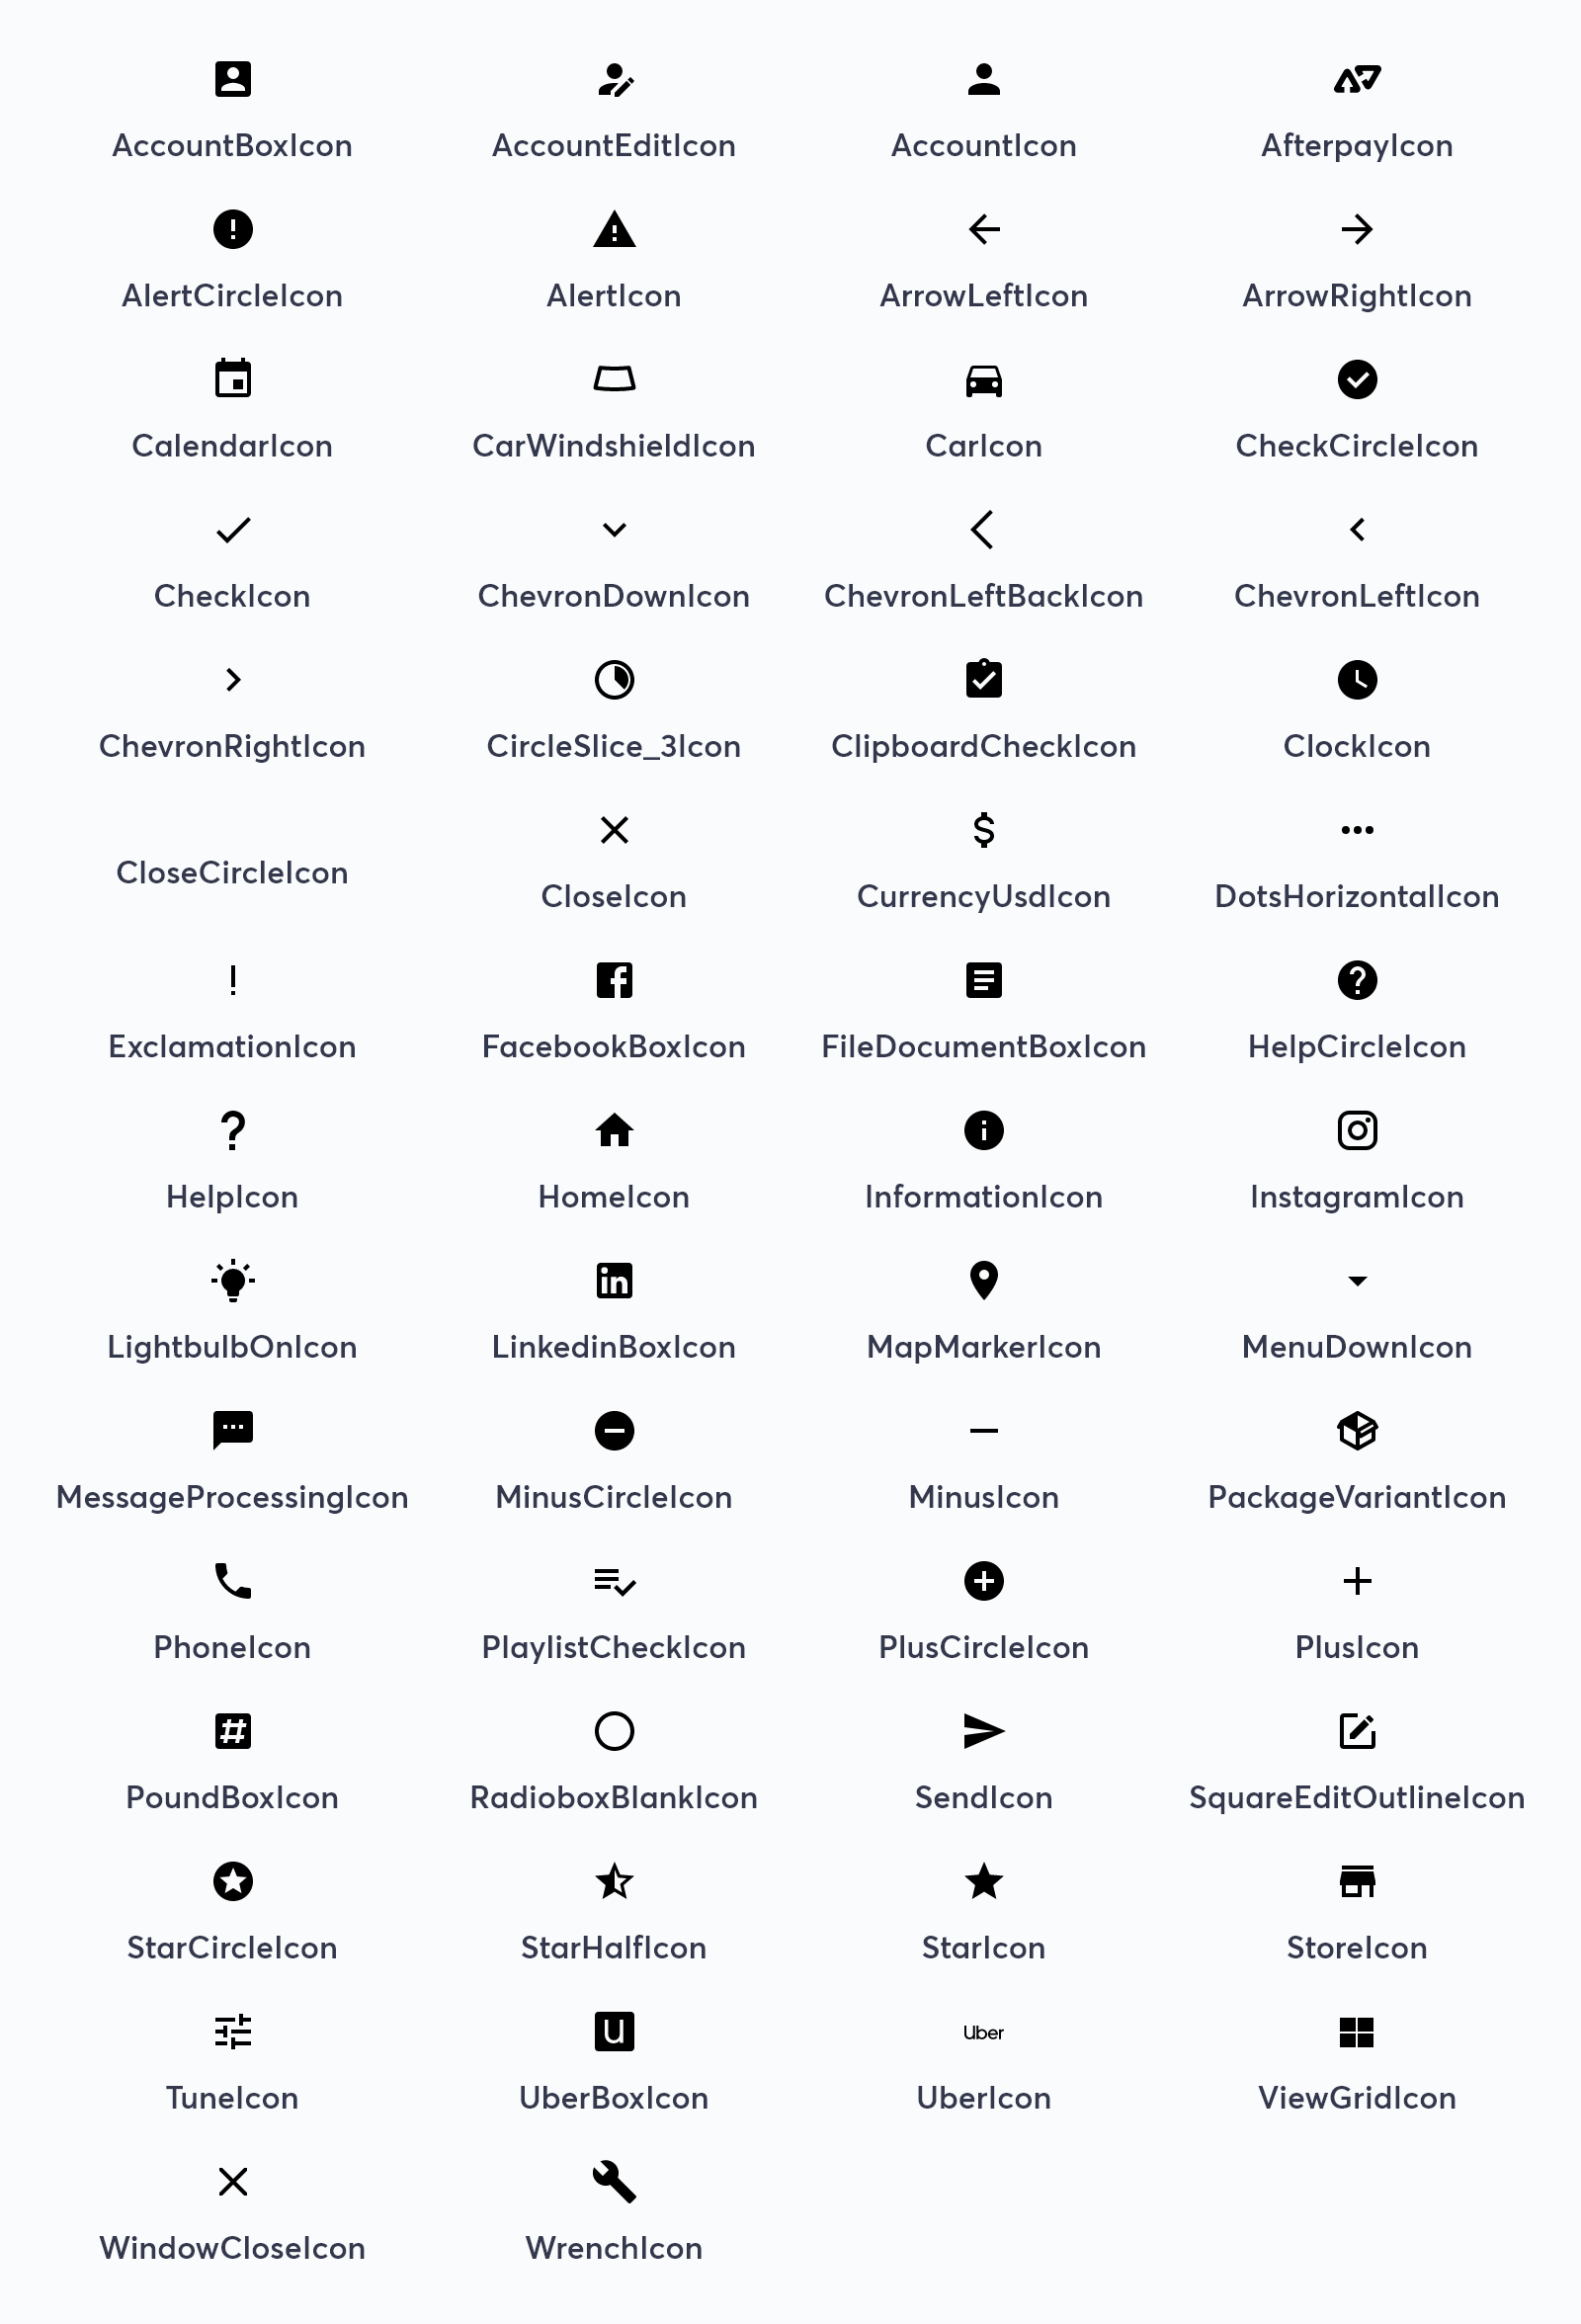 AccountBoxIcon
AccountEditIcon
AccountIcon
AfterpayIcon
AlertCircleIcon
AlertIcon
ArrowLeftIcon
ArrowRightIcon
CalendarIcon
CarWindshieldIcon
CarIcon
CheckCircleIcon
CheckIcon
ChevronDownIcon
ChevronLeftBackIcon
ChevronLeftIcon
ChevronRightIcon
CircleSlice_3Icon
ClipboardCheckIcon
ClockIcon
CloseCircleIcon
CloseIcon
CurrencyUsdIcon
DotsHorizontalIcon
ExclamationIcon
FacebookBoxIcon
FileDocumentBoxIcon
HelpCircleIcon
HelpIcon
HomeIcon
InformationIcon
InstagramIcon
in
LightbulbOnIcon
LinkedinBoxIcon
MapMarkerIcon
MenuDownIcon
MessageProcessingIcon
MinusCircleIcon
MinusIcon
PackageVariantIcon
PhoneIcon
PlaylistCheckIcon
PlusCircleIcon
PlusIcon
PoundBoxIcon
RadioboxBlankIcon
SendIcon
SquareEditOutlineIcon
StarCircleIcon
StarHalfIcon
StarIcon
StoreIcon
U
Uber
TuneIcon
UberBoxIcon
UberIcon
ViewGridIcon
WindowCloseIcon
WrenchIcon